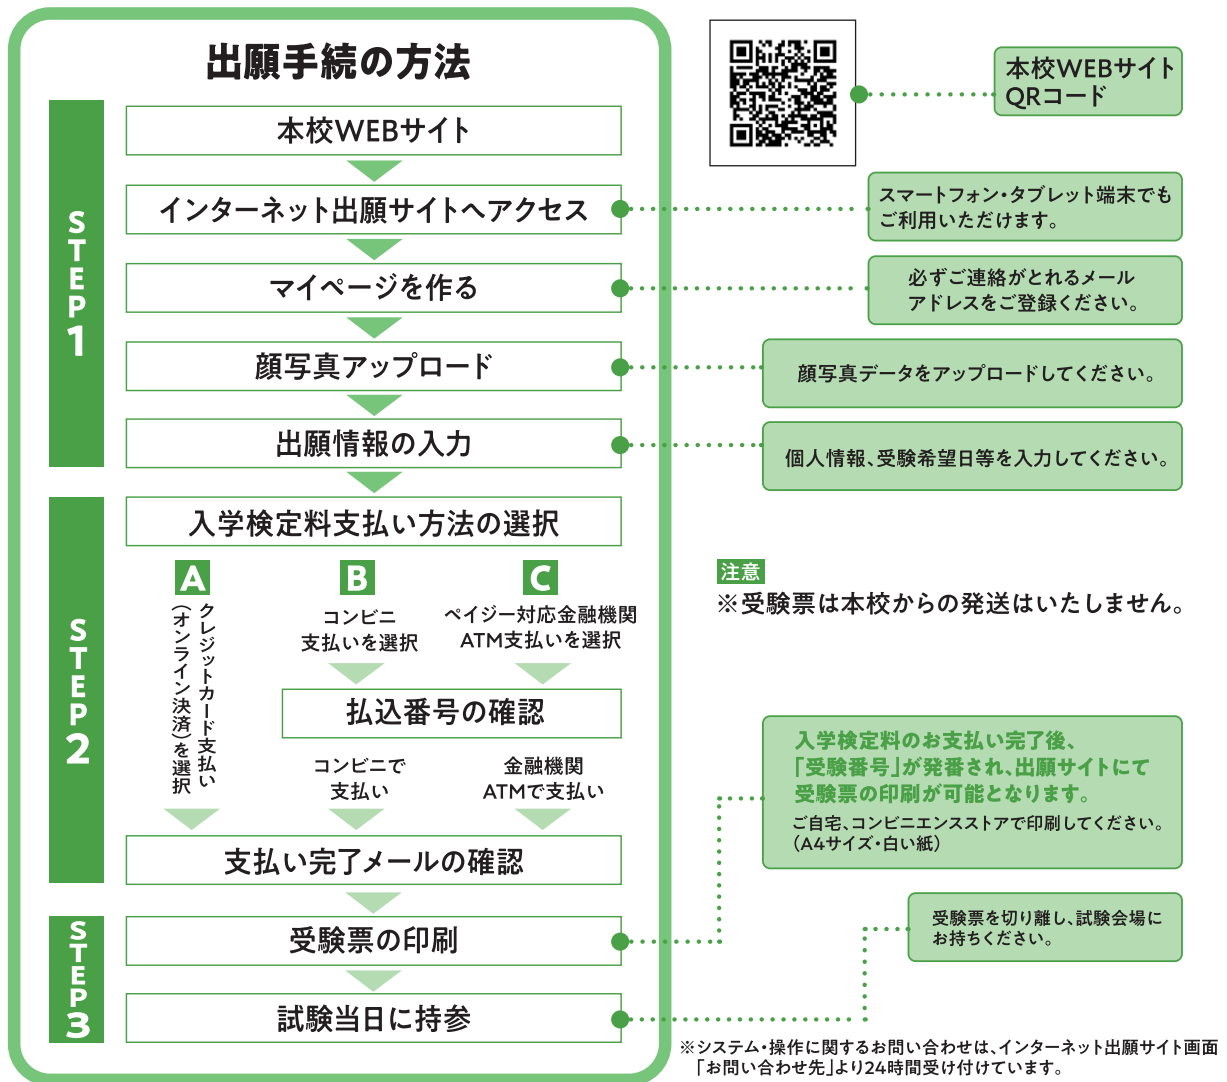 出願手続の方法
本校WEBサイト
QRコード
STEP1
本校WEBサイト
インターネット出願サイトへアクセス
スマートフォン・タブレット端末でも
ご利用いただけます。
マイページを作る
必ずご連絡がとれるメール
アドレスをご登録ください。
顔写真アップロード
顔写真データをアップロードしてください。
出願情報の入力
個人情報、受験希望日等を入力してください。
STEP2
入学検定料支払い方法の選択
A
クレジットカード支払い
(オンライン決済)を選択
B
コンビニ
支払いを選択
C
ペイジー対応金融機関
ATM支払いを選択
払込番号の確認
コンビニで
支払い
金融機関
ATMで支払い
支払い完了メールの確認
注意
※受験票は本校からの発送はいたしません。
STEP3
受験票の印刷
入学検定料のお支払い完了後、
「受験番号」が発番され、出願サイトにて
受験票の印刷が可能となります。
ご自宅、コンビニエンスストアで印刷してください。
(A4サイズ・白い紙)
試験当日に持参
受験票を切り離し、試験会場に
お持ちください。
※システム・操作に関するお問い合わせは、インターネット出願サイト画面
「お問い合わせ先」より24時間受け付けています。